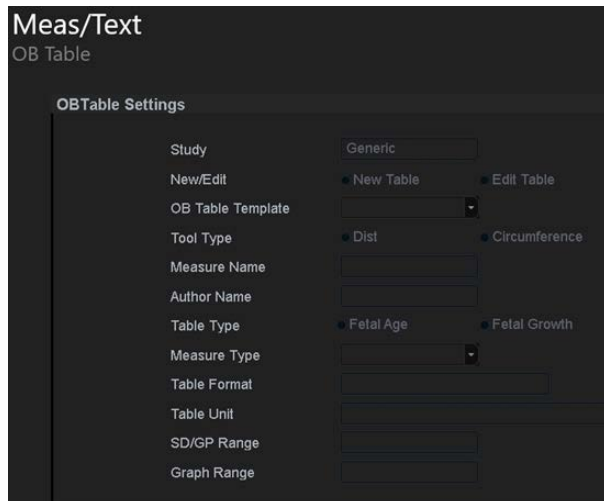 Meas/Text
OB Table
OBTable Settings
Study Generic
New/Edit New Table Edit Table
OB Table Template
Tool Type Dist Circumference
Measure Name
Author Name
Table Type Fetal Age Fetal Growth
Measure Type
Table Format
Table Unit
SD/GP Range
Graph Range